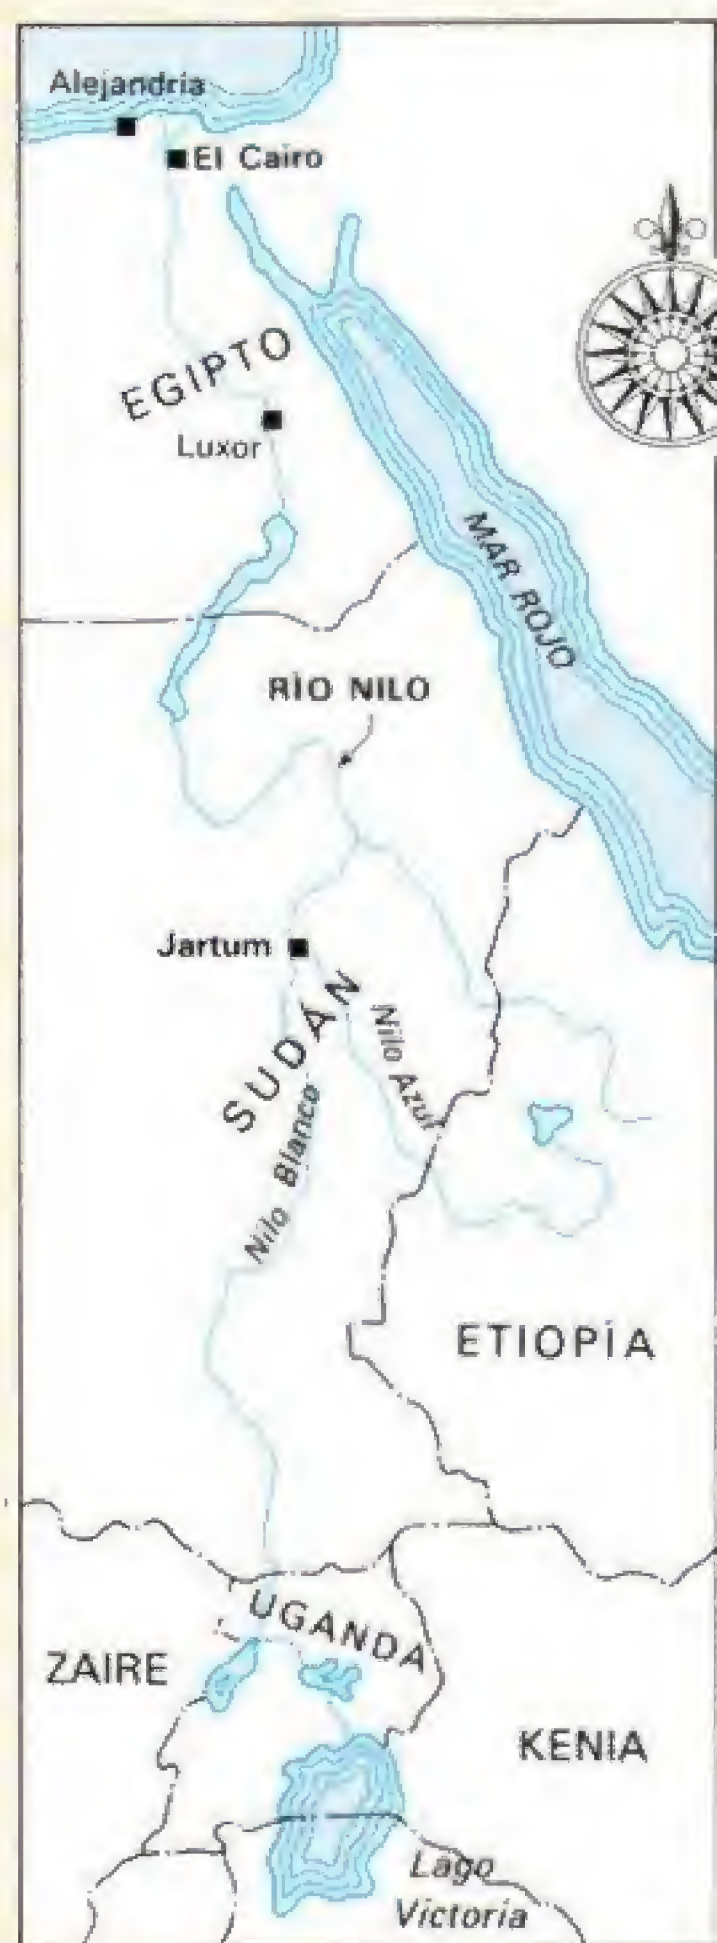 Alejandría
El Cairo
EGIPTO
Luxor
MAR ROJO
RÍO NILO
Jartum
SUDÁN
Nilo Azul
Nilo Blanco
ETIOPÍA
UGANDA
ZAIRE
KENIA
Lago
Victoria